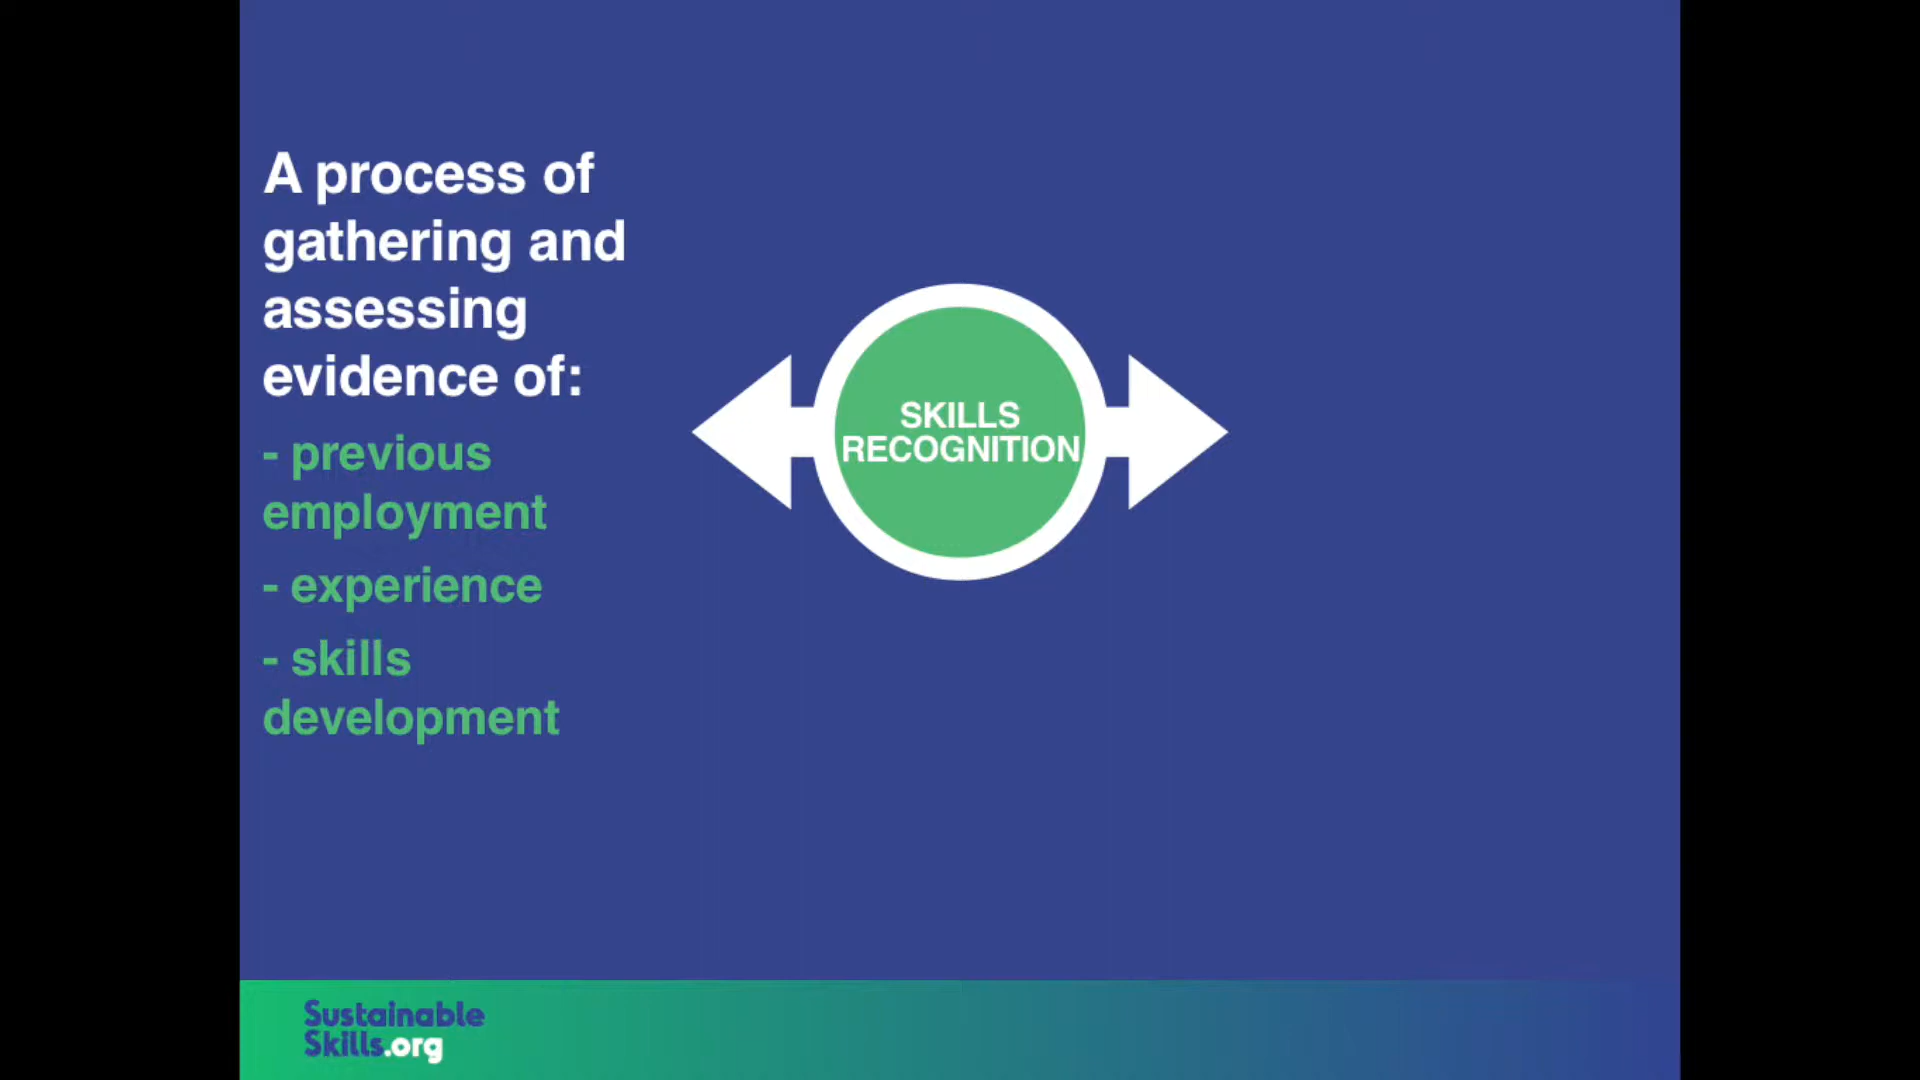 A process of
gathering and
assessing
evidence of:
- previous
employment
- experience
- skills
development
SKILLS
RECOGNITION
Sustainable
Skills.org